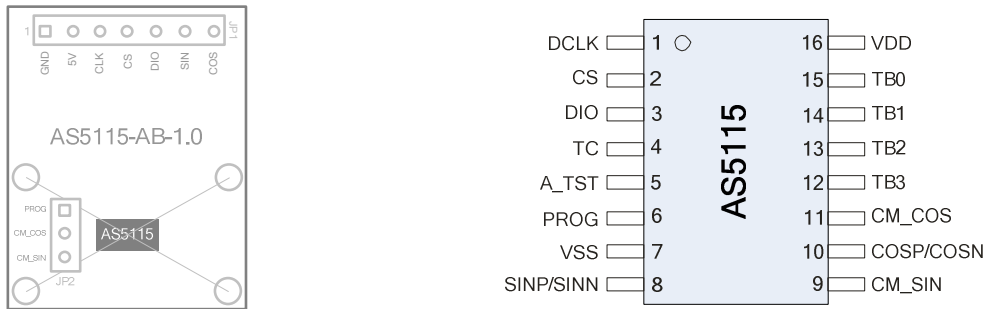 1
JP1
GND 5V CLK CS DIO SIN COS
AS5115-AB-1.0
PROG
CM_COS
CM_SIN
AS5115
JP2
DCLK 1
CS 2
DIO 3
TC 4
A_TST 5
PROG 6
VSS 7
SINP/SINN 8
AS5115
16 VDD
15 TB0
14 TB1
13 TB2
12 TB3
11 CM_COS
10 COSP/COSN
9 CM_SIN